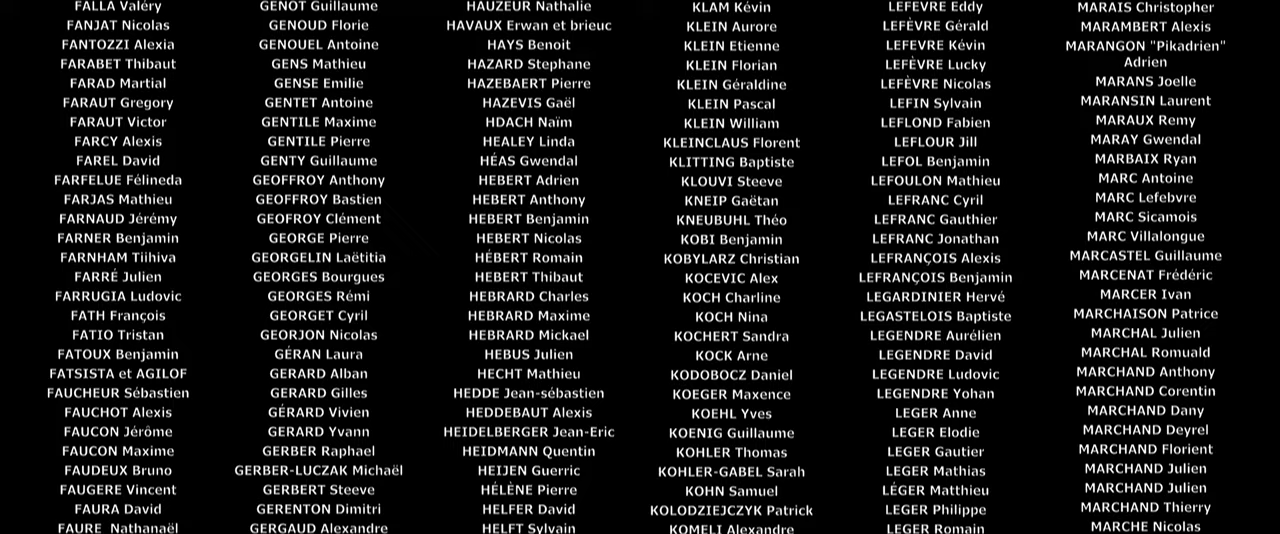 FALLA Valéry
FANJAT Nicolas
FANTOZZI Alexia
FARABET Thibaut
FARAD Martial
FARAUT Gregory
FARAUT Victor
FARCY Alexis
FAREL David
FARFELUE Félineda
FARJAS Mathieu
FARNAUD Jérémy
FARNER Benjamin
FARNHAM Tiihiva
FARRÉ Julien
FARRUGIA Ludovic
FATH François
FATIO Tristan
FATOUX Benjamin
FATSISTA et AGILOF
FAUCHEUR Sébastien
FAUCHOT Alexis
FAUCON Jérôme
FAUCON Maxime
FAUDEUX Bruno
FAUGERE Vincent
FAURA David
FAURE  Nathanaël
GENOT Guillaume
GENOUD Florie
GENOUEL Antoine
GENS Mathieu
GENSE Emilie
GENTET Antoine
GENTILE Maxime
GENTILE Pierre
GENTY Guillaume
GEOFFROY Anthony
GEOFFROY Bastien
GEOFROY Clément
GEORGE Pierre
GEORGELIN Laëtitia
GEORGES Bourgues
GEORGES Rémi
GEORGET Cyril
GEORJON Nicolas
GÉRAN Laura
GERARD Alban
GERARD Gilles
GÉRARD Vivien
GERARD Yvann
GERBER Raphael
GERBER-LUCZAK Michaël
GERBERT Steeve
GERENTON Dimitri
GERGAUD Alexandre
HAUZEUR Nathalie
HAVAUX Erwan et brieuc
HAYS Benoit
HAZARD Stephane
HAZEBAERT Pierre
HAZEVIS Gaël
HDACH Naïm
HEALEY Linda
HÉAS Gwendal
HEBERT Adrien
HEBERT Anthony
HEBERT Benjamin
HEBERT Nicolas
HÉBERT Romain
HEBERT Thibaut
HEBRARD Charles
HEBRARD Maxime
HEBRARD Mickael
HEBUS Julien
HECHT Mathieu
HEDDE Jean-sébastien
HEDDEBAUT Alexis
HEIDELBERGER Jean-Eric
HEIDMANN Quentin
HEIJEN Guerric
HÉLÈNE Pierre
HELFER David
HELFT Sylvain
KLAM Kévin
KLEIN Aurore
KLEIN Etienne
KLEIN Florian
KLEIN Géraldine
KLEIN Pascal
KLEIN William
KLEINCLAUS Florent
KLITTING Baptiste
KLOUVI Steeve
KNEIP Gaëtan
KNEUBUHL Théo
KOBI Benjamin
KOBYLARZ Christian
KOCEVIC Alex
KOCH Charline
KOCH Nina
KOCHERT Sandra
KOCK Arne
KODOBOCZ Daniel
KOEGER Maxence
KOEHL Yves
KOENIG Guillaume
KOHLER Thomas
KOHLER-GABEL Sarah
KOHN Samuel
KOLODZIEJCZYK Patrick
KOMELI Alexandre
LEFEVRE Eddy
LEFÈVRE Gérald
LEFEVRE Kévin
LEFÈVRE Lucky
LEFÈVRE Nicolas
LEFIN Sylvain
LEFLOND Fabien
LEFLOUR Jill
LEFOL Benjamin
LEFOULON Mathieu
LEFRANC Cyril
LEFRANC Gauthier
LEFRANC Jonathan
LEFRANÇOIS Alexis
LEFRANÇOIS Benjamin
LEGARDINIER Hervé
LEGASTELOIS Baptiste
LEGENDRE Aurélien
LEGENDRE David
LEGENDRE Ludovic
LEGENDRE Yohan
LEGER Anne
LEGER Elodie
LEGER Gautier
LEGER Mathias
LÉGER Matthieu
LEGER Philippe
LEGER Romain
MARAIS Christopher
MARAMBERT Alexis
MARANGON "Pikadrien"
Adrien
MARANS Joelle
MARANSIN Laurent
MARAUX Remy
MARAY Gwendal
MARBAIX Ryan
MARC Antoine
MARC Lefebvre
MARC Sicamois
MARC Villalongue
MARCASTEL Guillaume
MARCENAT Frédéric
MARCER Ivan
MARCHAISON Patrice
MARCHAL Julien
MARCHAL Romuald
MARCHAND Anthony
MARCHAND Corentin
MARCHAND Dany
MARCHAND Deyrel
MARCHAND Florient
MARCHAND Julien
MARCHAND Julien
MARCHAND Thierry
MARCHE Nicolas